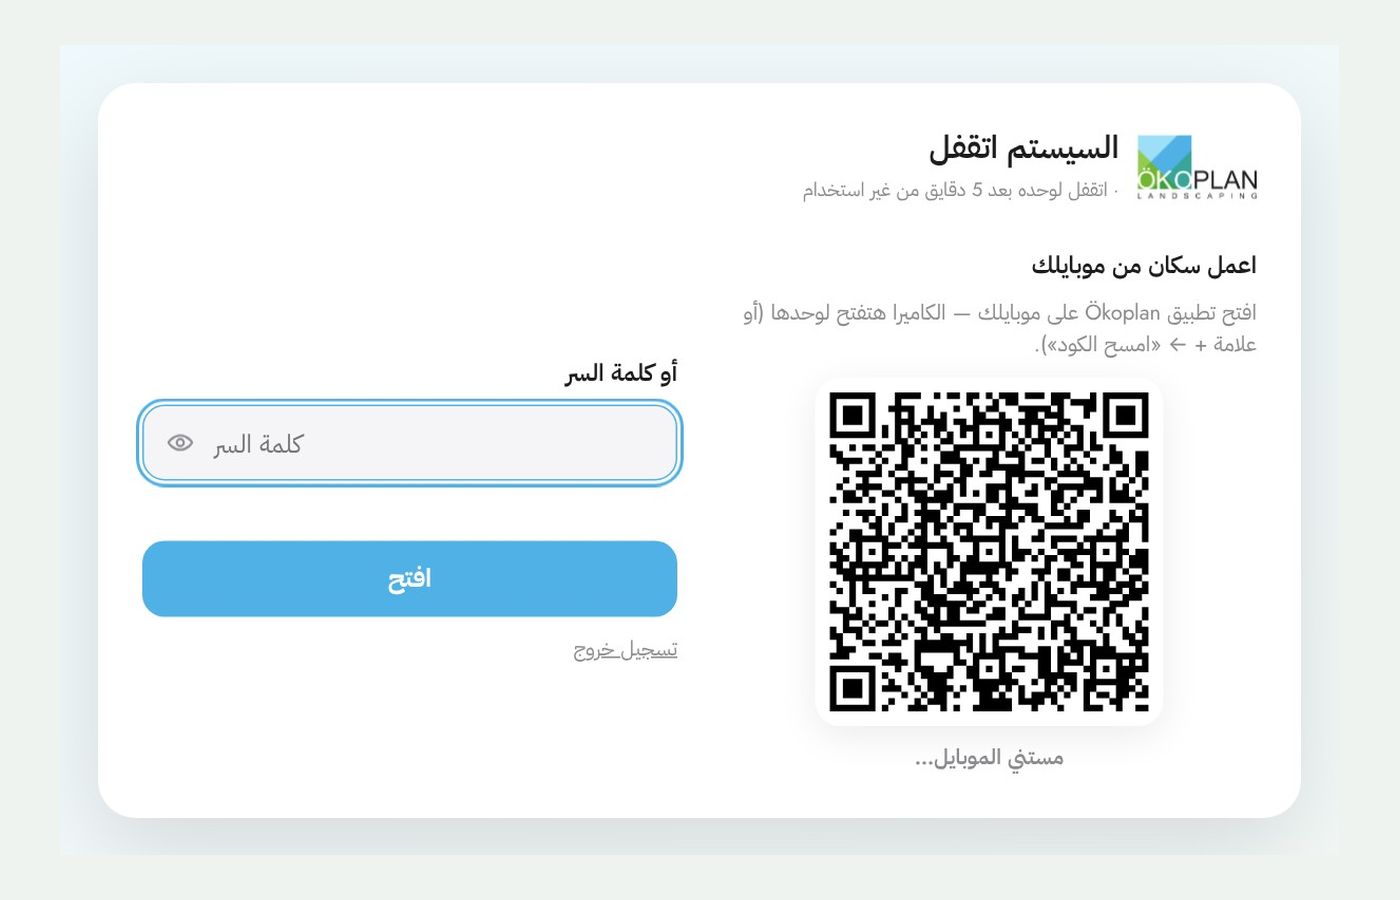 ÖKOPLAN
LANDSCAPING
السيستم اتقفل
· اتقفل لوحده بعد 5 دقايق من غير استخدام
اعمل سكان من موبايلك
افتح تطبيق Ökoplan على موبايلك — الكاميرا هتفتح لوحدها (أو
علامة + ← «امسح الكود»).
مستني الموبايل...
أو كلمة السر
كلمة السر
افتح
تسجيل خروج